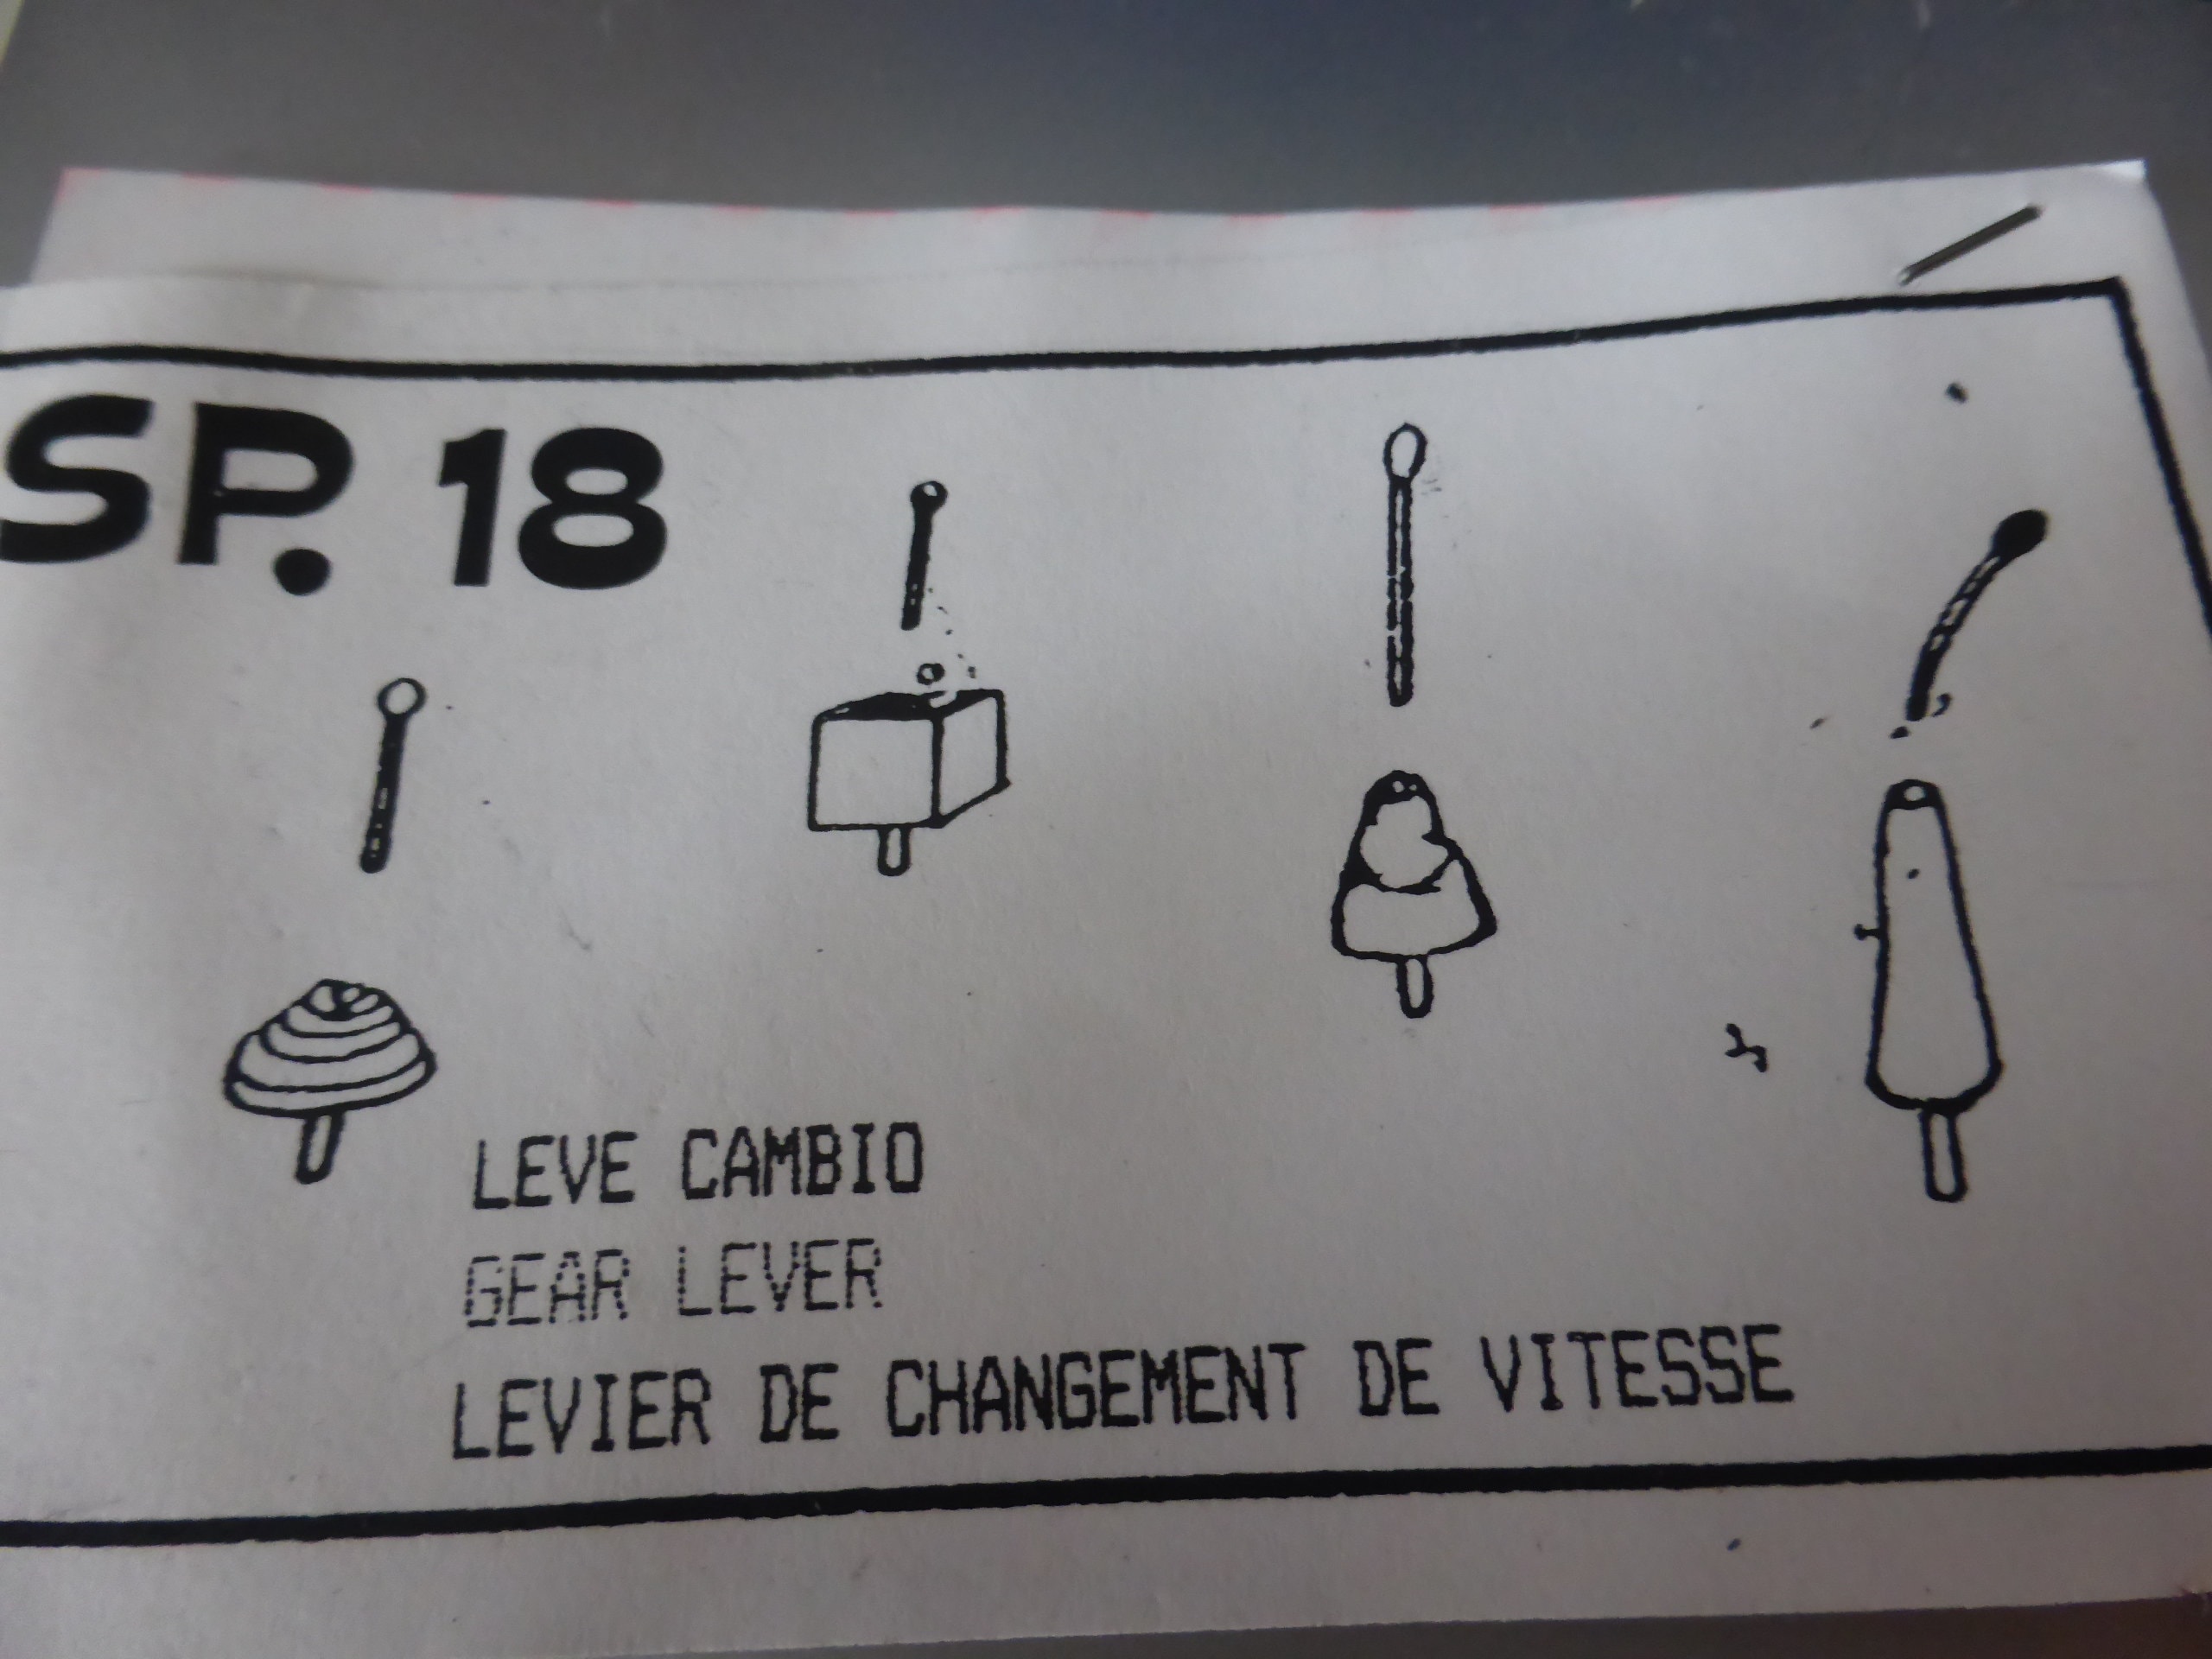 SP. 18
LEVE CAMBIO
GEAR LEVER
LEVIER DE CHANGEMENT DE VITESSE